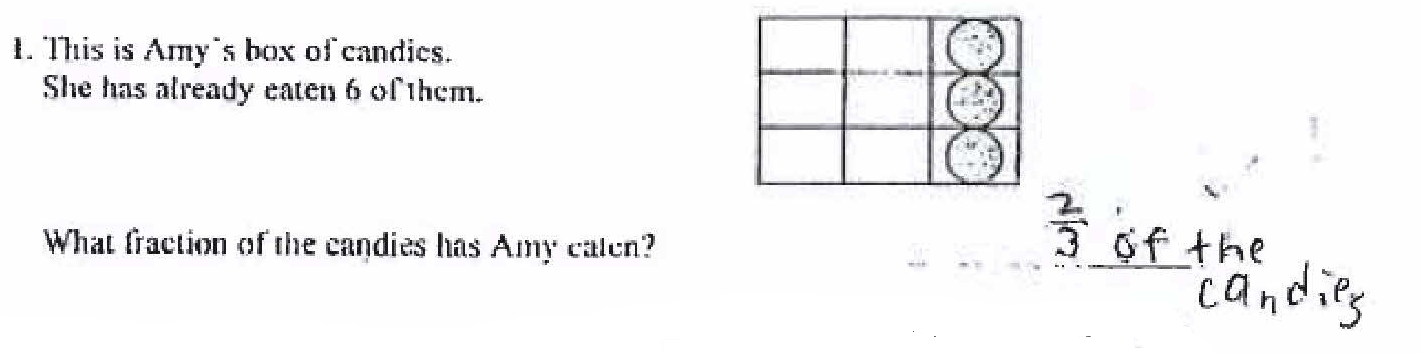 1. This is Amy's box of candies.
She has already eaten 6 of them.
What fraction of the candies has Amy eaten?
2/3 of the
candies